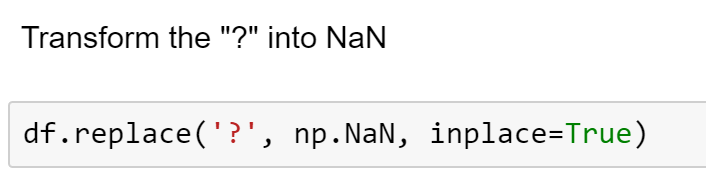 Transform the "?" into NaN
df.replace('?', np.NaN, inplace=True)